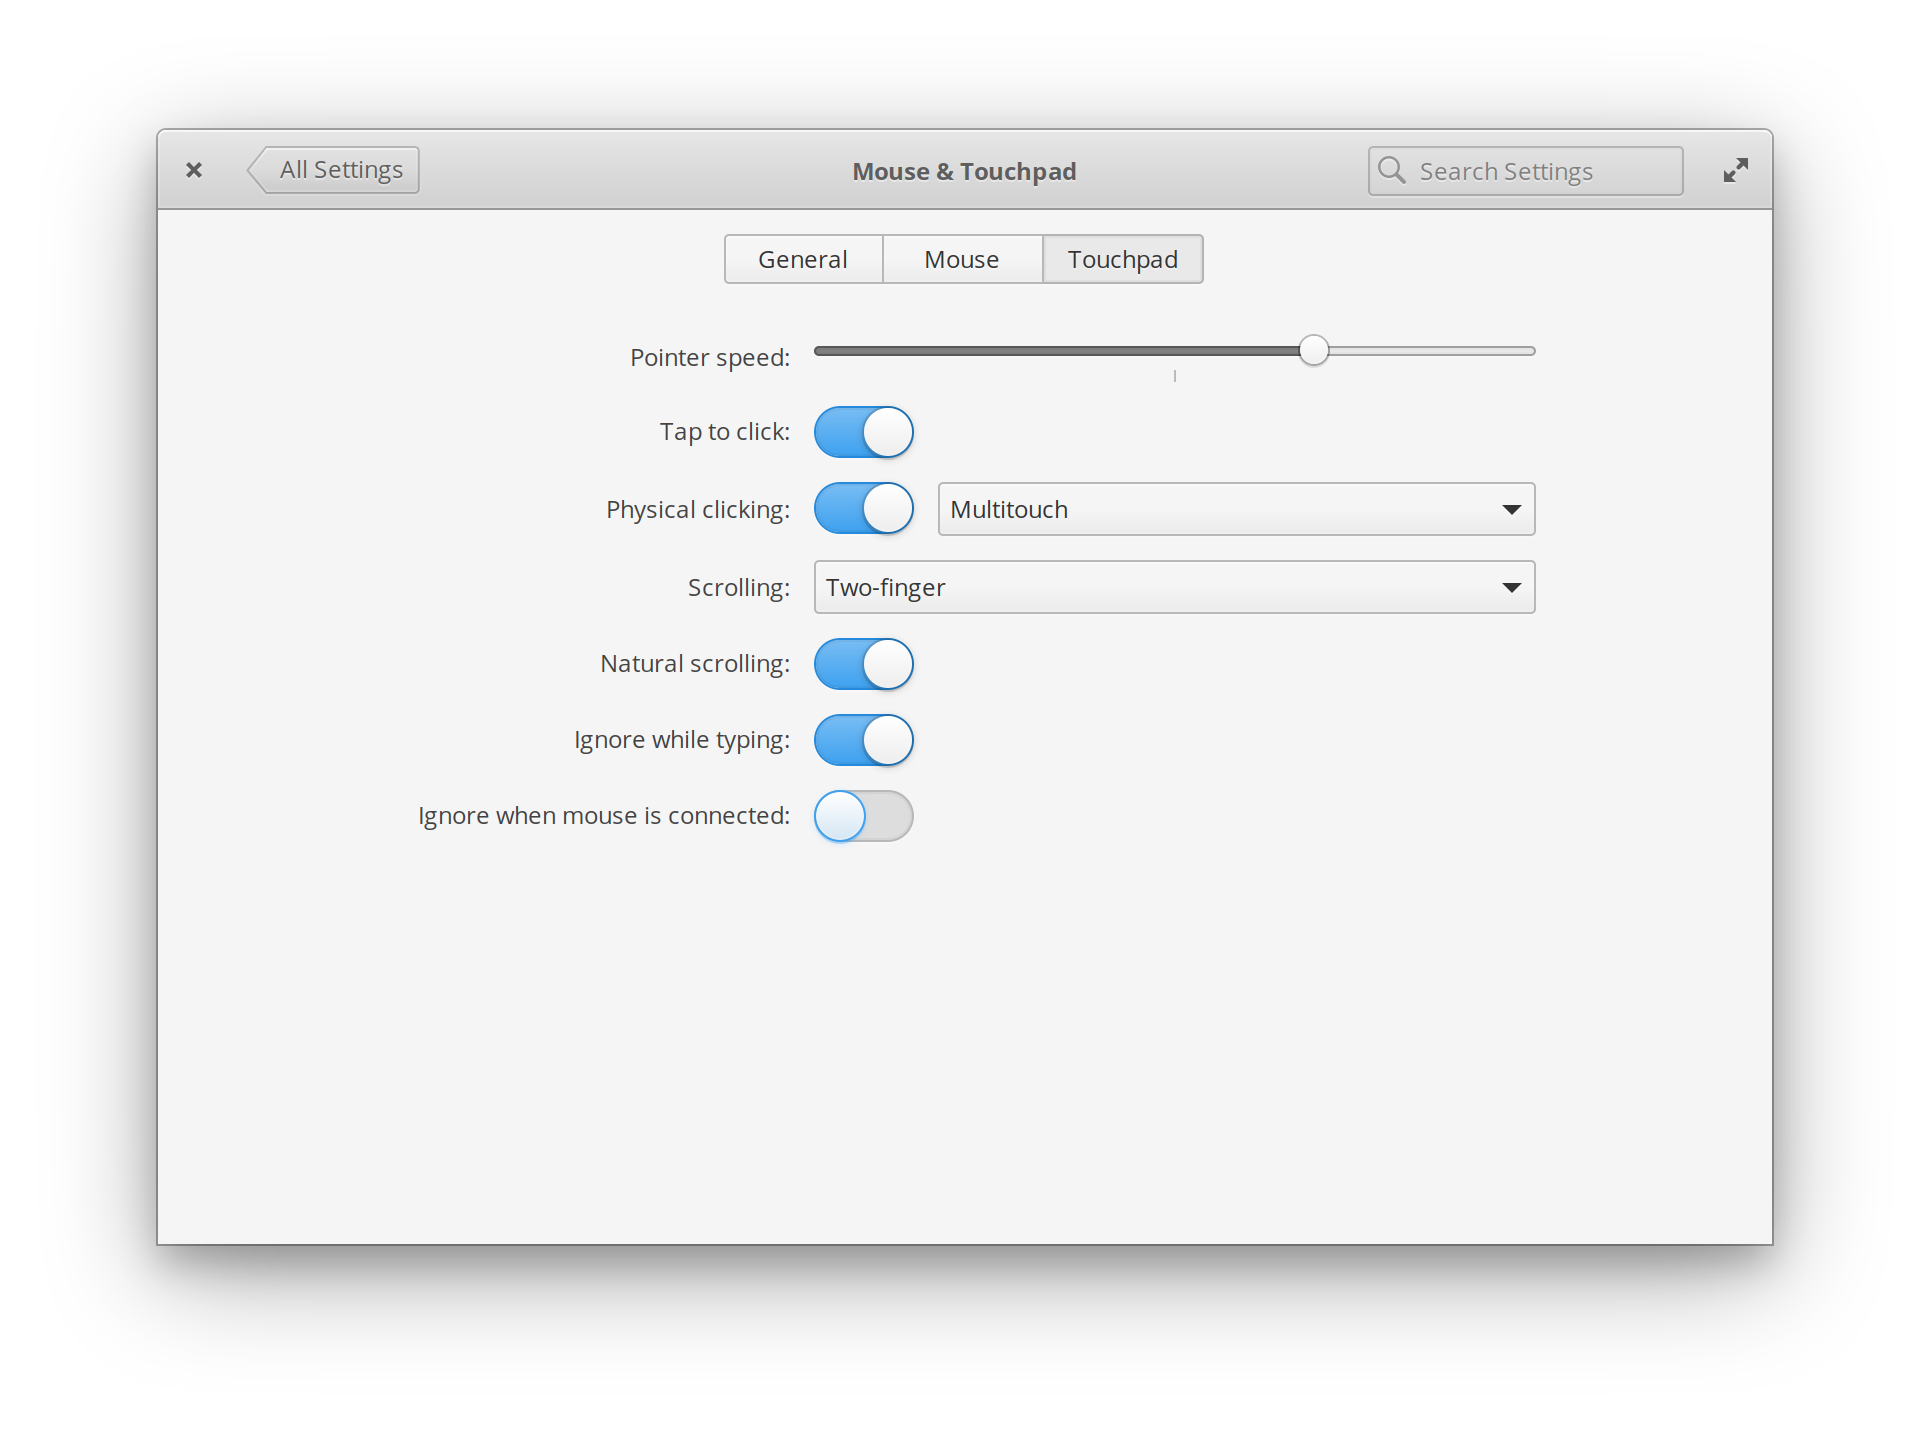 All Settings
Mouse & Touchpad
Search Settings
General
Mouse
Touchpad
Pointer speed:
Tap to click:
Physical clicking:
Multitouch
Scrolling:
Two-finger
Natural scrolling:
Ignore while typing:
Ignore when mouse is connected: